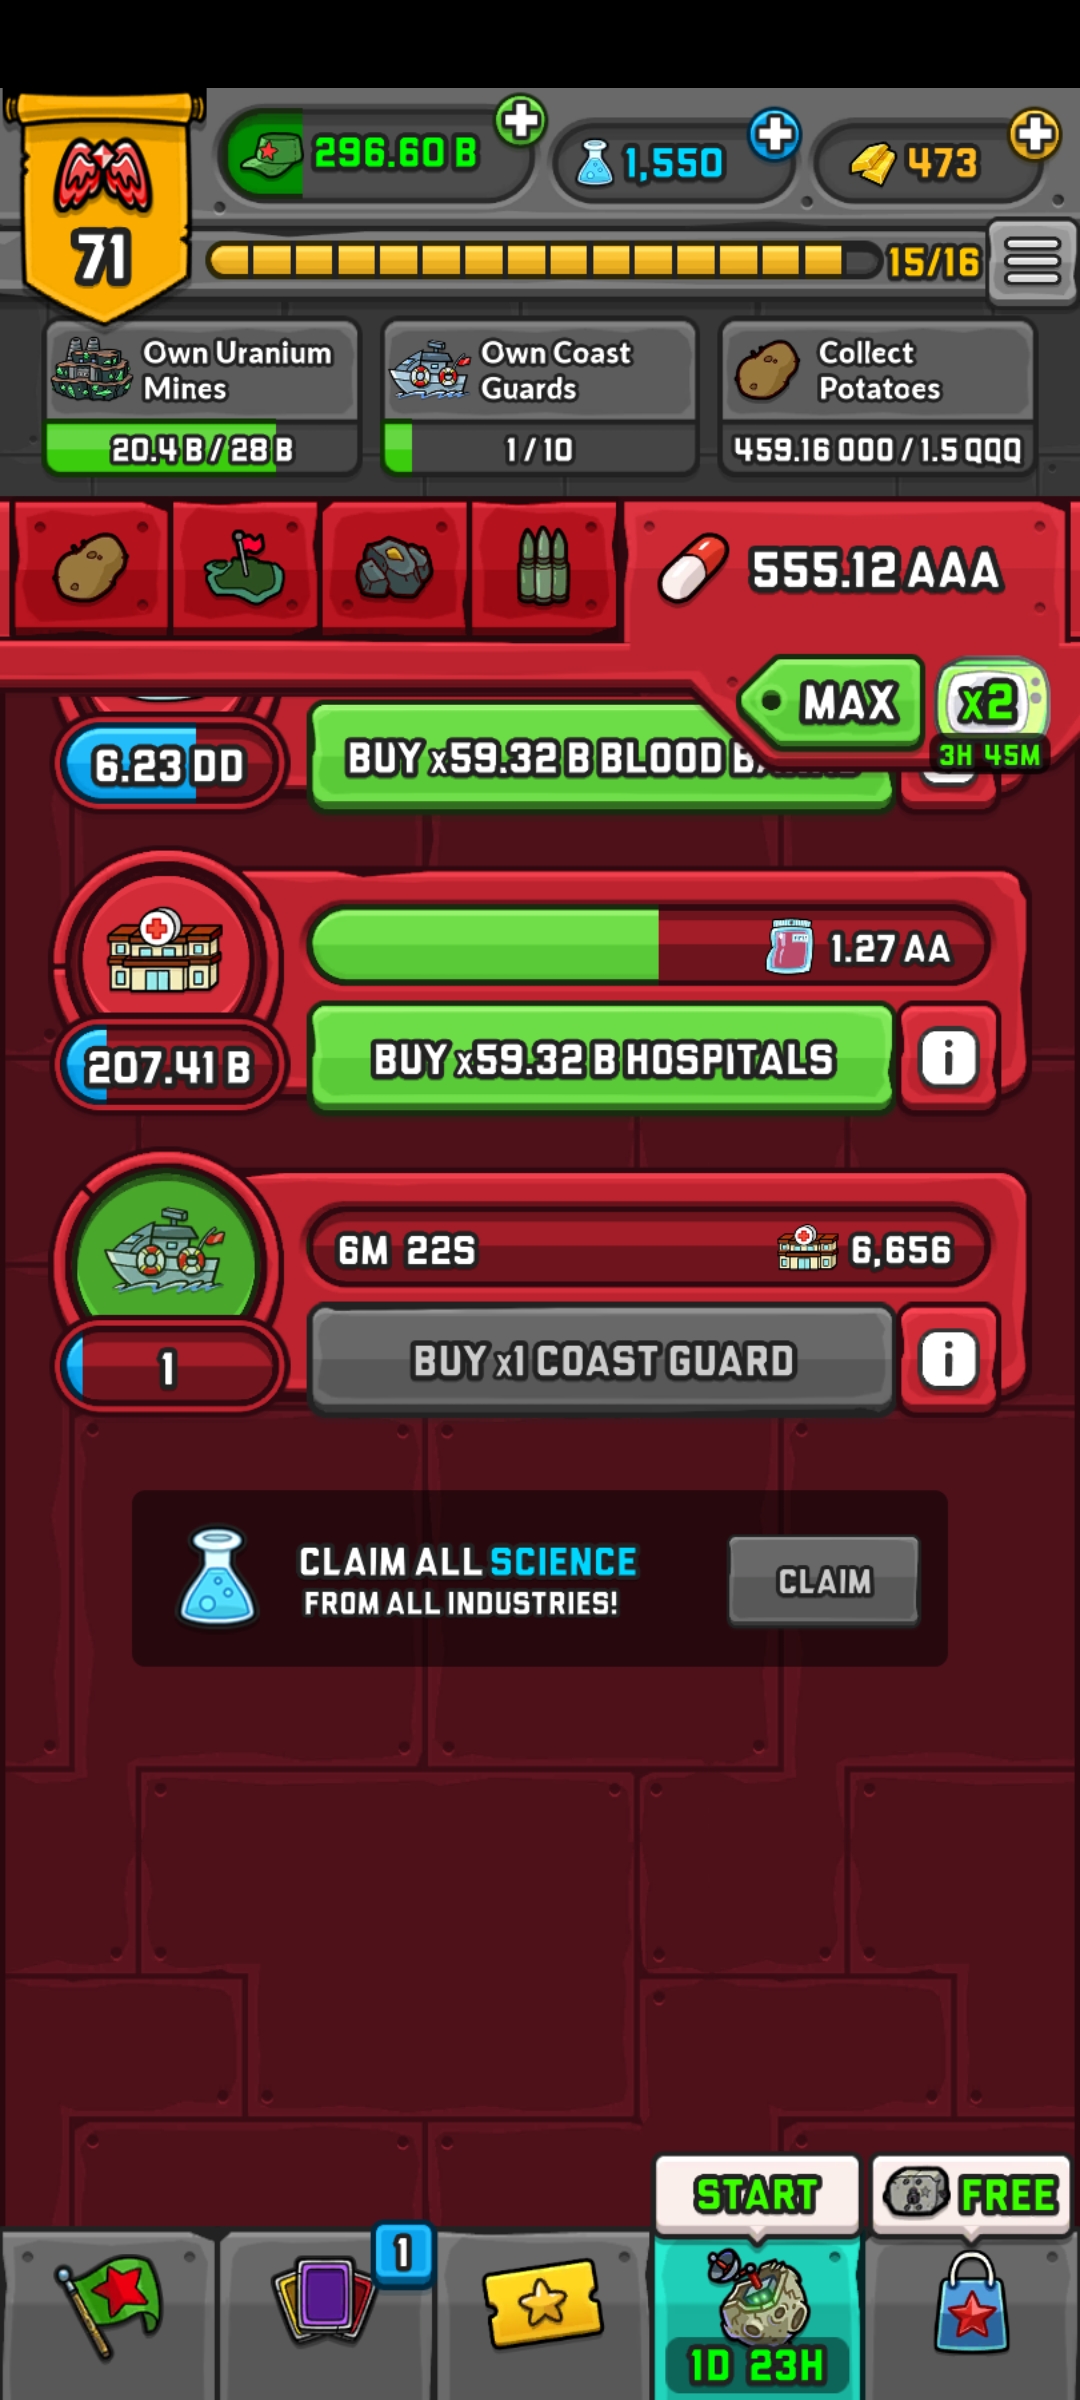 296.60 B
1,550
473
71
15/16
Own Uranium
Mines
20.4 B / 28 B
Own Coast
Guards
1 / 10
Collect
Potatoes
459.16 OOO / 1.5 QQQ
555.12 AAA
MAX
x2
3H 45M
6.23 DD
BUY x59.32 B BLOOD
1.27 AA
207.41 B
BUY x59.32 B HOSPITALS
i
6M 22S
6,656
1
BUY x1 COAST GUARD
i
CLAIM ALL SCIENCE
FROM ALL INDUSTRIES!
CLAIM
START
FREE
1
1D 23H